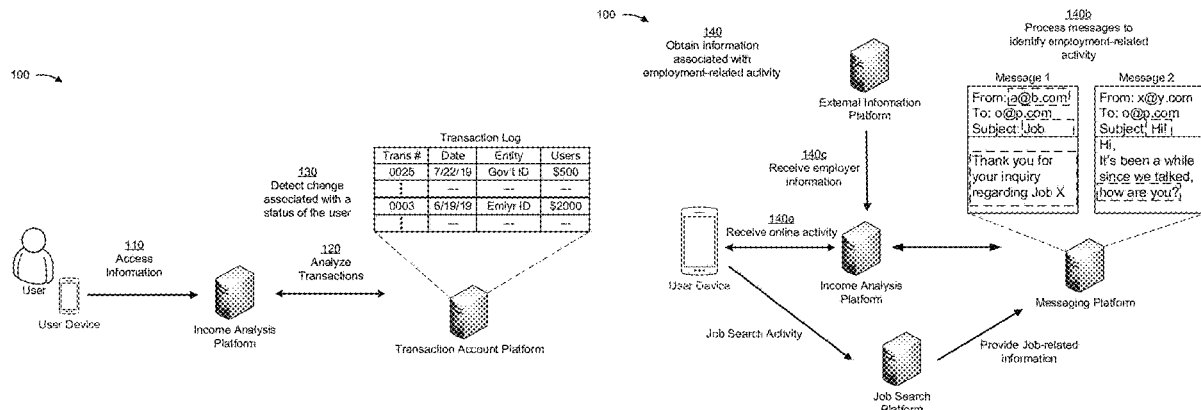 100
130
Detect change
associated with a
status of the user
Transaction Log
Trans # Date Entity Users
0025 7/22/19 Gov't ID $500
--- --- ---
0003 6/19/19 Emlyr ID $2000
--- --- ---
110
Access
Information
120
Analyze
Transactions
User
User Device
Income Analysis
Platform
Transaction Account Platform
100
140
Obtain information
associated with
employment-related activity
External Information
Platform
140c
Receive employer
information
140a
Receive online activity
User Device
Income Analysis
Platform
140b
Process messages to
identify employment-related
activity
Message 1
From: a@b.com
To: o@p.com
Subject: Job
Thank you for
your inquiry
regarding Job X
Message 2
From: x@y.com
To: o@p.com
Subject: Hi!
Hi,
It's been a while
since we talked,
how are you?
Messaging Platform
Job Search Activity
Provide Job-related
information
Job Search
Platform